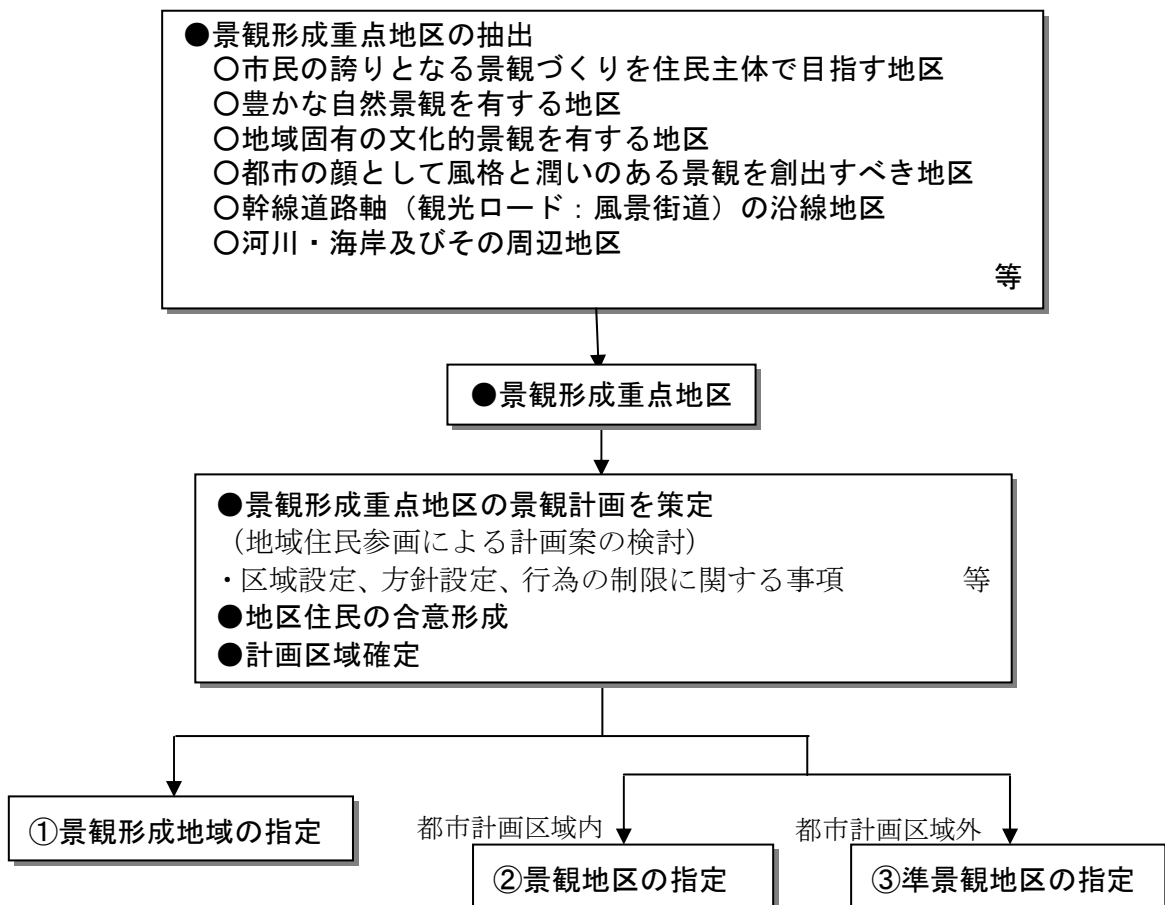 ●景観形成重点地区の抽出
〇市民の誇りとなる景観づくりを住民主体で目指す地区
〇豊かな自然景観を有する地区
〇地域固有の文化的景観を有する地区
〇都市の顔として風格と潤いのある景観を創出すべき地区
〇幹線道路軸（観光ロード：風景街道）の沿線地区
〇河川・海岸及びその周辺地区
等
●景観形成重点地区
●景観形成重点地区の景観計画を策定
（地域住民参画による計画案の検討）
・区域設定、方針設定、行為の制限に関する事項　等
●地区住民の合意形成
●計画区域確定
①景観形成地域の指定
都市計画区域内
②景観地区の指定
都市計画区域外
③準景観地区の指定